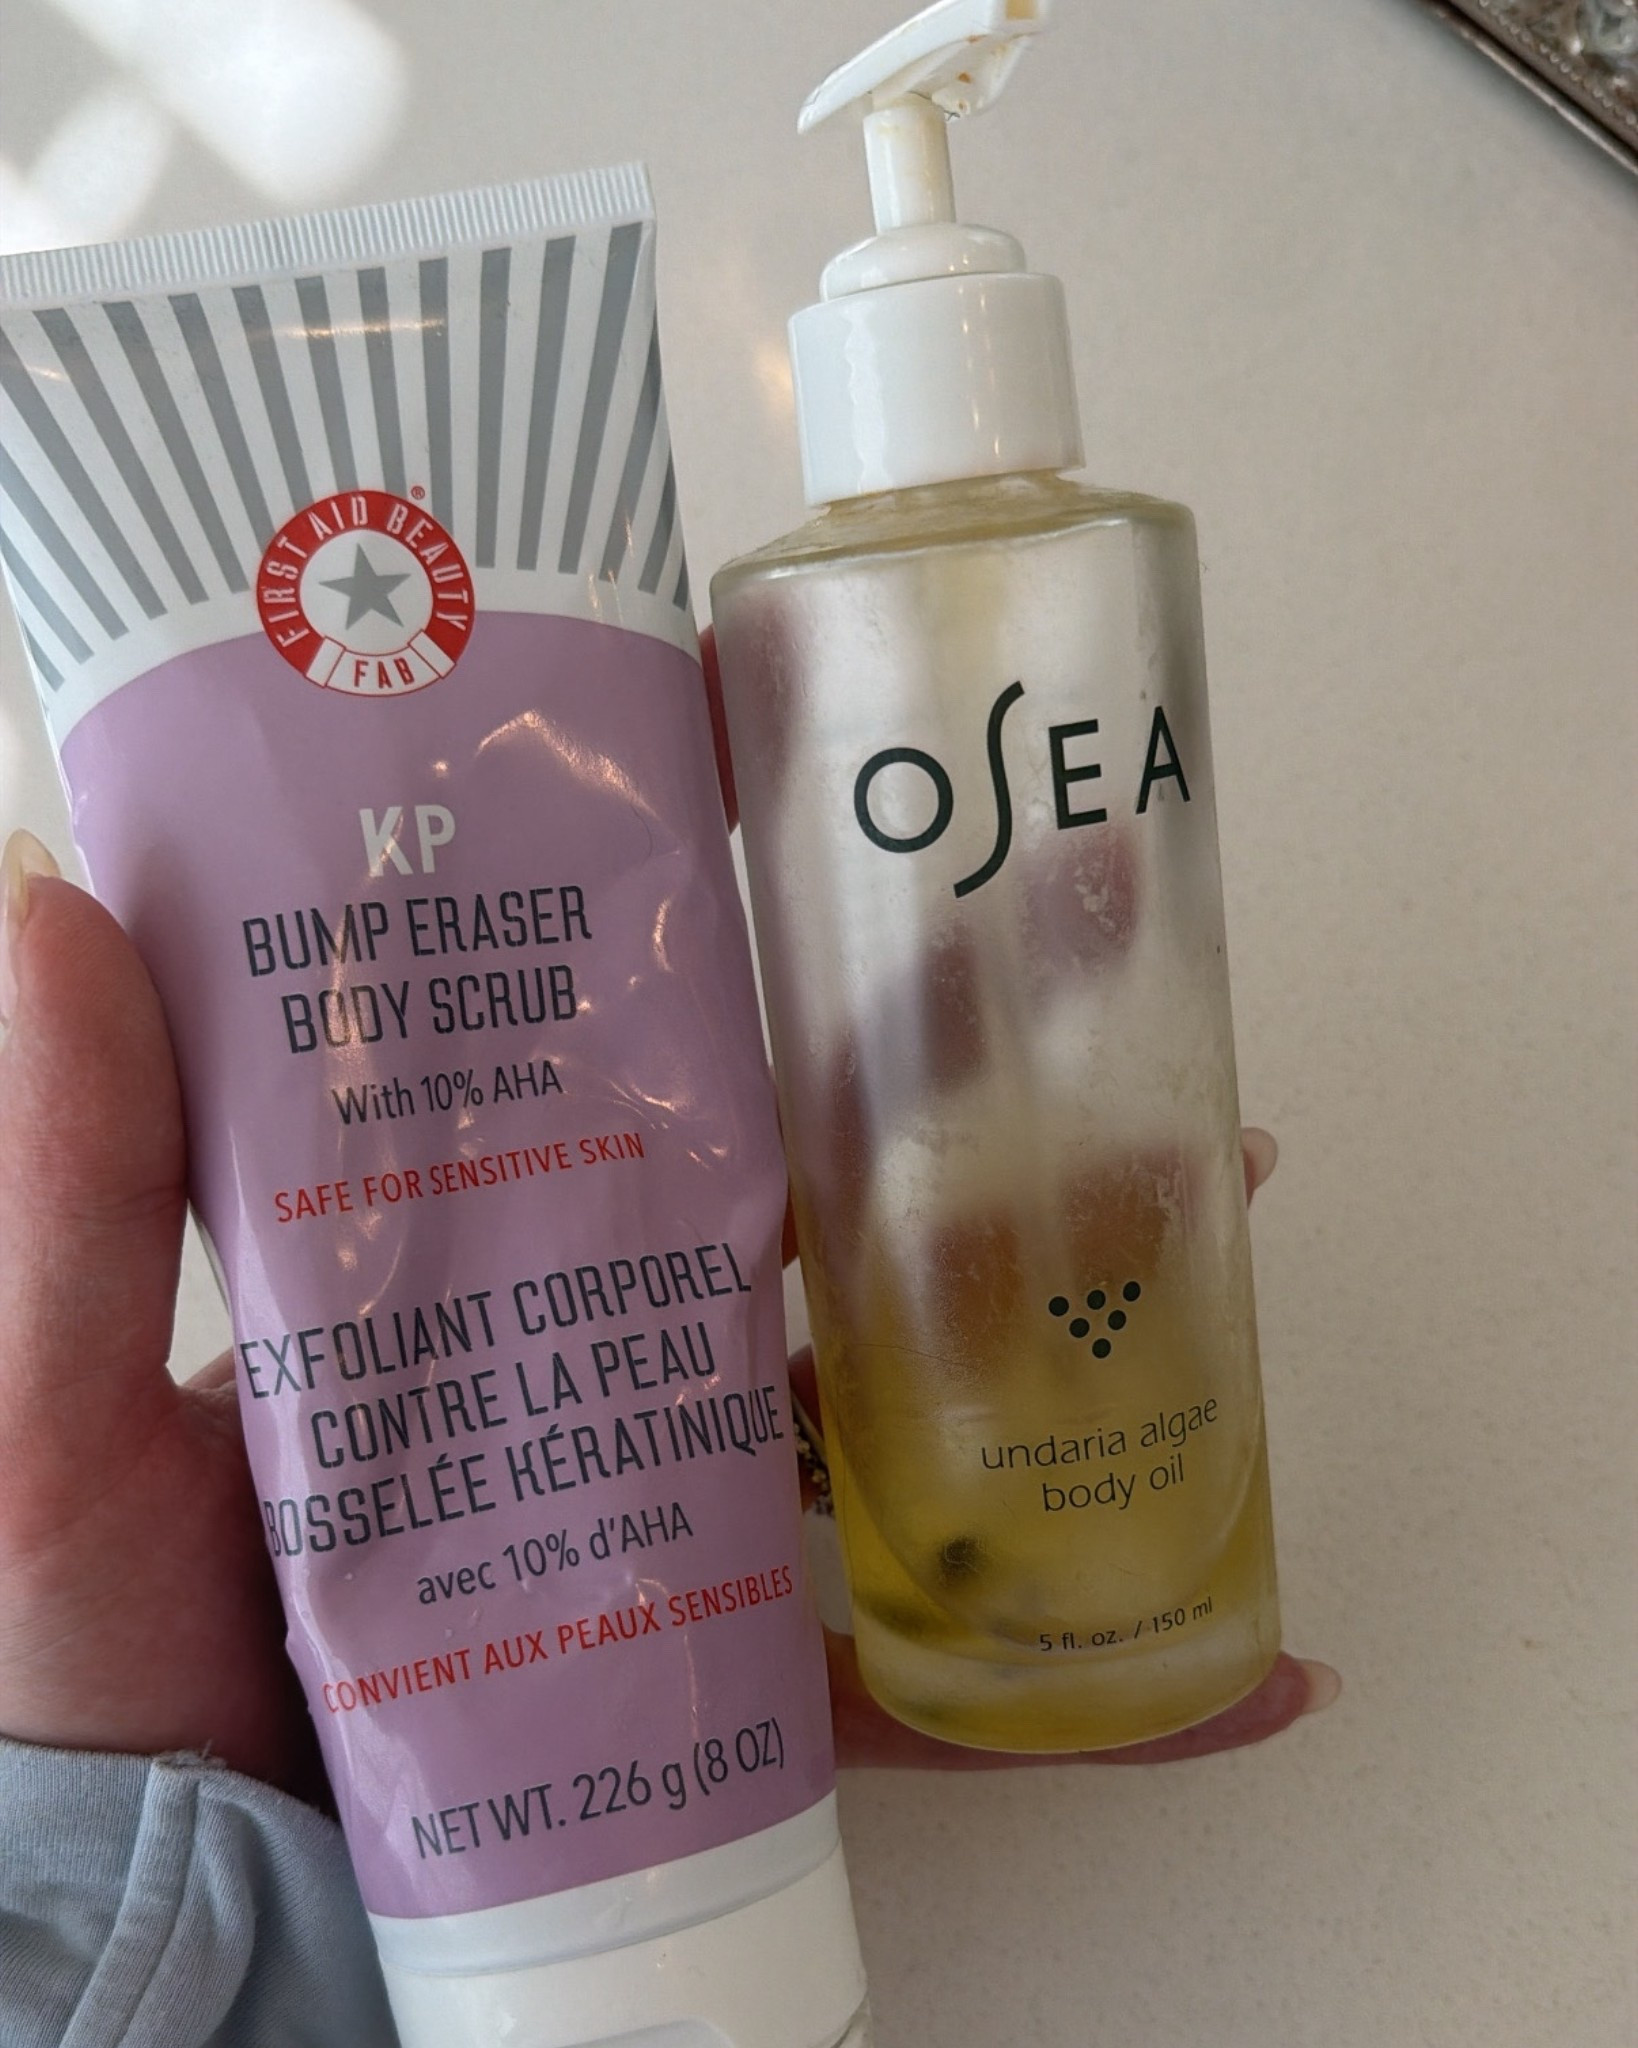 FIRST AID BEAUTY®
FAB
KP
BUMP ERASER
BODY SCRUB
With 10% AHA
SAFE FOR SENSITIVE SKIN
EXFOLIANT CORPOREL
CONTRE LA PEAU
BOSSELÉE KÉRATINIQUE
avec 10% d'AHA
CONVIENT AUX PEAUX SENSIBLES
NET WT. 226 g (8 OZ)
OSEA
undaria algae
body oil
5 fl. oz. / 150 ml